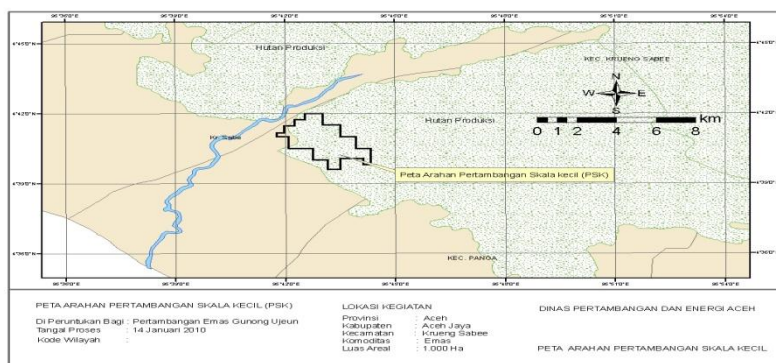 Hutan Produksi
KEC. KRUENG SABEE
N
W E
S
km
0 1 2 4 6 8
Hutan Produksi
Kr. Sabe
Peta Arahan Pertambangan Skala kecil (PSK)
KEC. PANGA
PETA ARAHAN PERTAMBANGAN SKALA KECIL (PSK)
Di Peruntukan Bagi : Pertambangan Emas Gunong Ujeun
Tangal Proses : 14 Januari 2010
Kode Wilayah :
LOKASI KEGIATAN
Provinsi : Aceh
Kabupaten : Aceh Jaya
Kecamatan : Krueng Sabee
Komoditas : Emas
Luas Areal : 1.000 Ha
DINAS PERTAMBANGAN DAN ENERGI ACEH
PETA ARAHAN PERTAMBANGAN SKALA KECIL